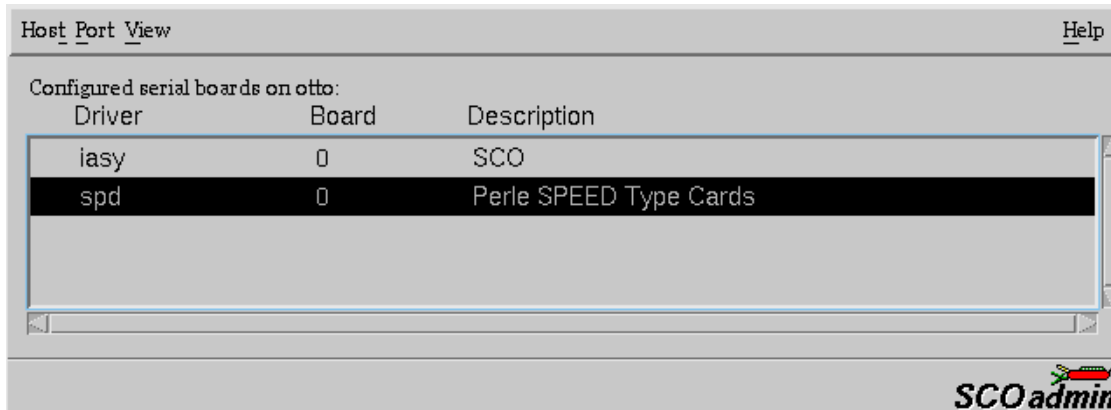 Host Port View Help
Configured serial boards on otto:
Driver Board Description
iasy 0 SCO
spd 0 Perle SPEED Type Cards
SCOadmin